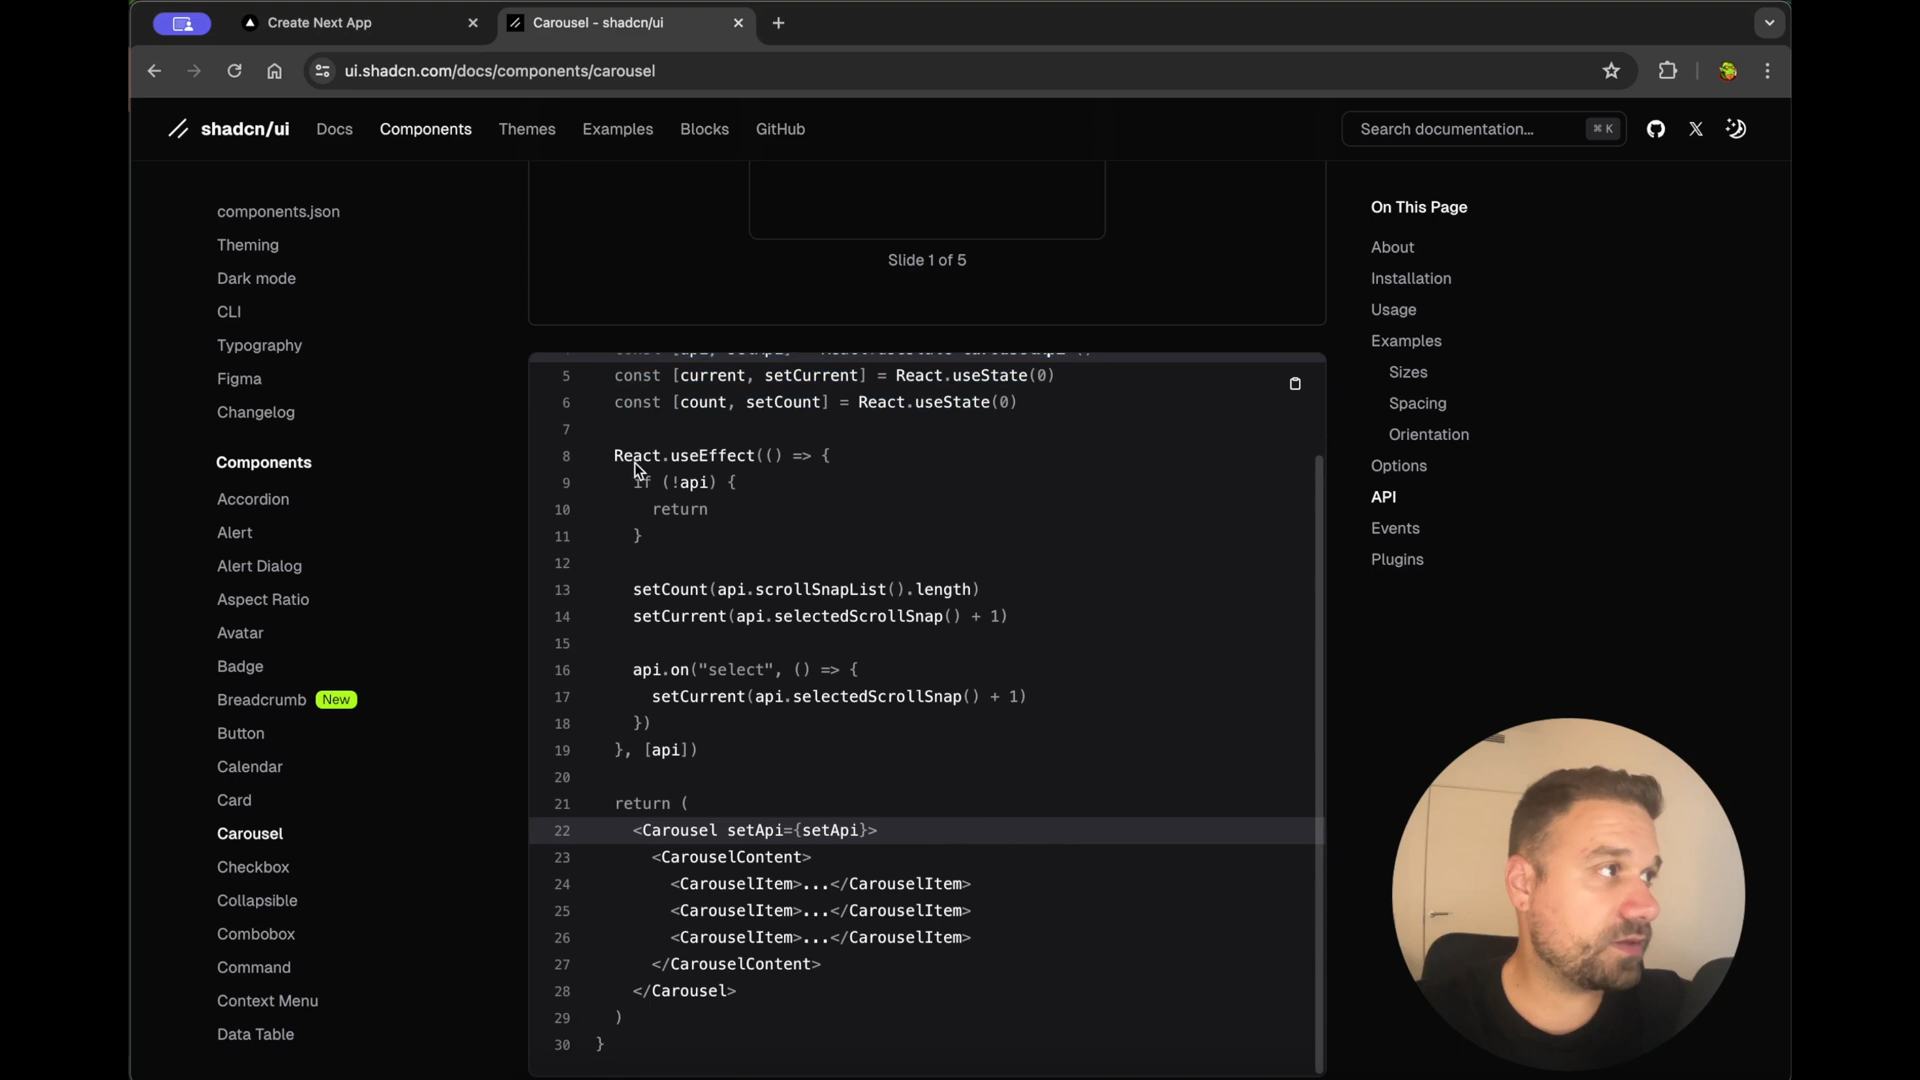 Create Next App
Carousel - shadcn/ui
ui.shadcn.com/docs/components/carousel
shadcn/ui Docs Components Themes Examples Blocks GitHub
Search documentation... ⌘ K
components.json
Theming
Dark mode
CLI
Typography
Figma
Changelog
Components
Accordion
Alert
Alert Dialog
Aspect Ratio
Avatar
Badge
Breadcrumb New
Button
Calendar
Card
Carousel
Checkbox
Collapsible
Combobox
Command
Context Menu
Data Table
Slide 1 of 5
5 const [current, setCurrent] = React.useState(0)
6 const [count, setCount] = React.useState(0)
7
8 React.useEffect(() => {
9 if (!api) {
10 return
11 }
12
13 setCount(api.scrollSnapList().length)
14 setCurrent(api.selectedScrollSnap() + 1)
15
16 api.on("select", () => {
17 setCurrent(api.selectedScrollSnap() + 1)
18 })
19 }, [api])
20
21 return (
22 <Carousel setApi={setApi}>
23 <CarouselContent>
24 <CarouselItem>...</CarouselItem>
25 <CarouselItem>...</CarouselItem>
26 <CarouselItem>...</CarouselItem>
27 </CarouselContent>
28 </Carousel>
29 )
30 }
On This Page
About
Installation
Usage
Examples
Sizes
Spacing
Orientation
Options
API
Events
Plugins